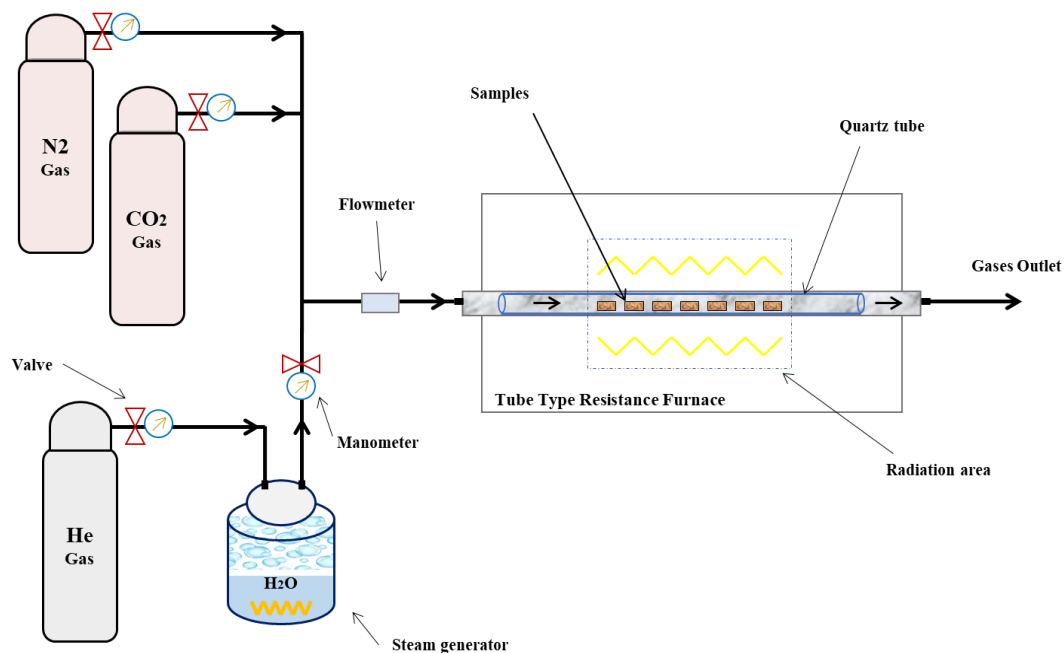 N2
Gas
CO2
Gas
Samples
Quartz tube
Flowmeter
Gases Outlet
Valve
Manometer
Tube Type Resistance Furnace
Radiation area
He
Gas
H2O
Steam generator